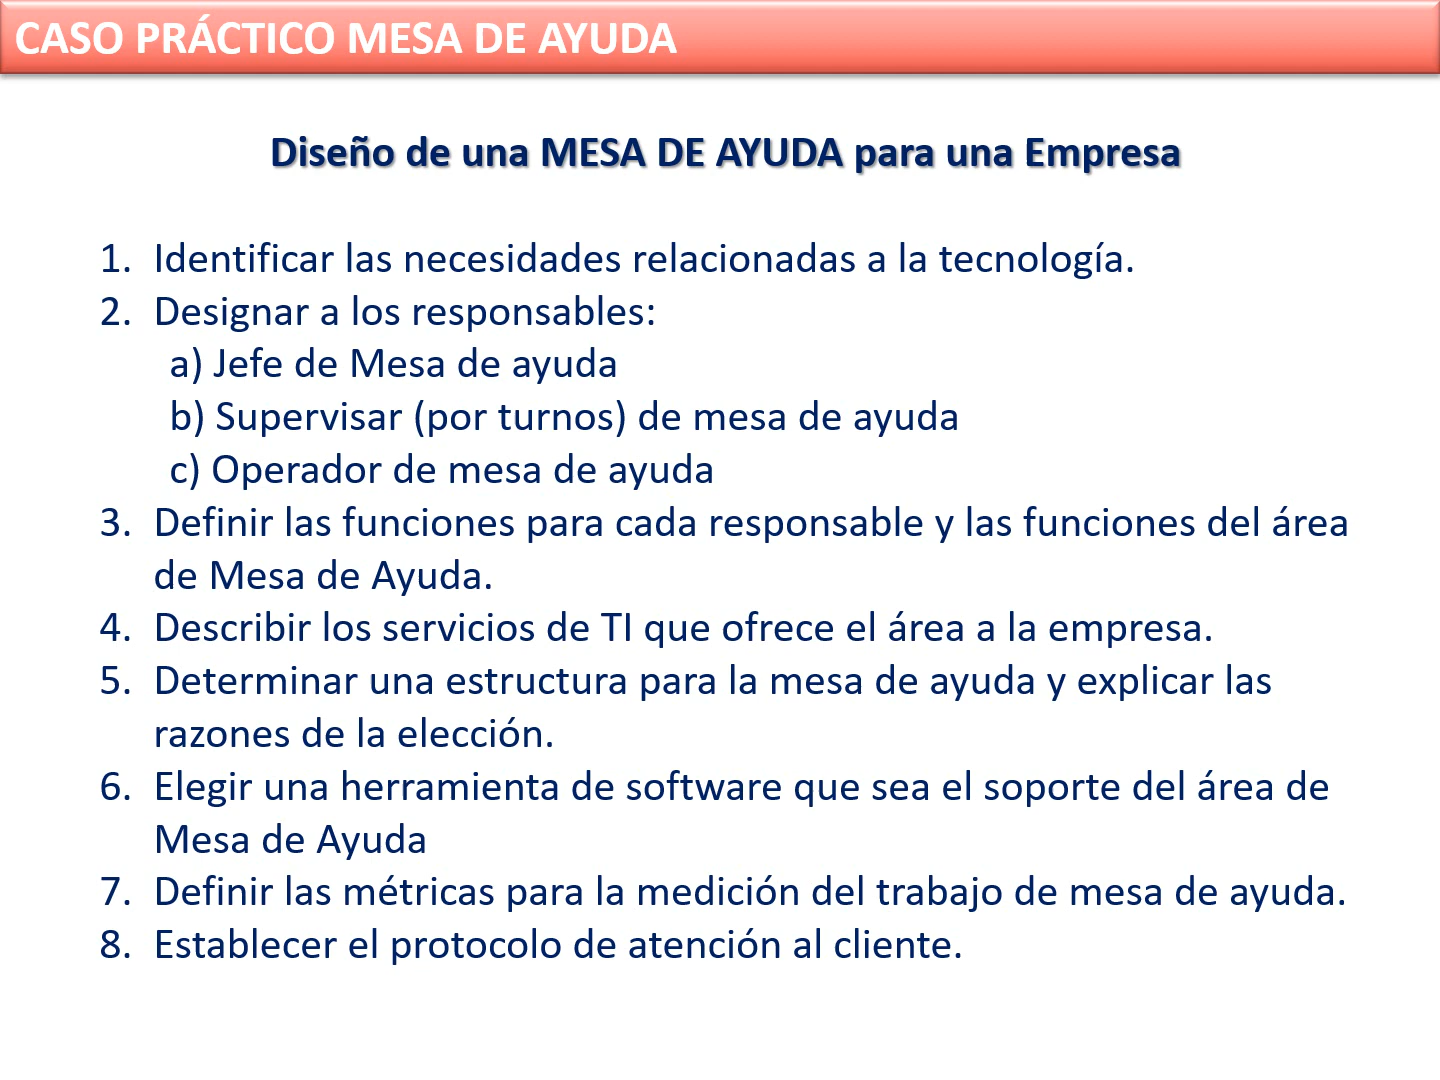 CASO PRÁCTICO MESA DE AYUDA
Diseño de una MESA DE AYUDA para una Empresa
1. Identificar las necesidades relacionadas a la tecnología.
2. Designar a los responsables:
a) Jefe de Mesa de ayuda
b) Supervisar (por turnos) de mesa de ayuda
c) Operador de mesa de ayuda
3. Definir las funciones para cada responsable y las funciones del área
de Mesa de Ayuda.
4. Describir los servicios de TI que ofrece el área a la empresa.
5. Determinar una estructura para la mesa de ayuda y explicar las
razones de la elección.
6. Elegir una herramienta de software que sea el soporte del área de
Mesa de Ayuda
7. Definir las métricas para la medición del trabajo de mesa de ayuda.
8. Establecer el protocolo de atención al cliente.